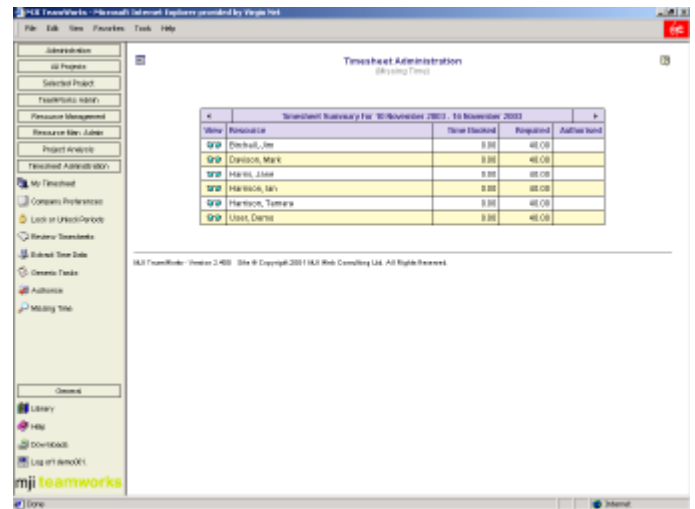 MJI TeamWorks - Microsoft Internet Explorer provided by Virgin Net
File Edit View Favorites Tools Help
Administration
All Projects
Selected Project
TeamWorks Admin
Resource Management
Resource Man. Admin
Project Analysis
Timesheet Administration
My Timesheet
Company Preferences
Lock or Unlock Periods
Review Timesheets
Extract Time Data
Generic Tasks
Authorise
Missing Time
General
Library
Help
Downloads
Log off demo001.
mji teamworks
Timesheet Administration
(Missing Time)
Timesheet Summary For 10 November 2003 - 16 November 2003
View Resource Time Booked Required Authorised
Birchall, Jim 0.00 40.00
Davison, Mark 0.00 40.00
Harris, Jane 0.00 40.00
Harrison, Ian 0.00 40.00
Harrison, Tamara 0.00 40.00
User, Demo 0.00 40.00
MJI TeamWorks - Version 2.400 Site © Copyright 2001 MJI Web Consulting Ltd. All Rights Reserved.
Done
Internet